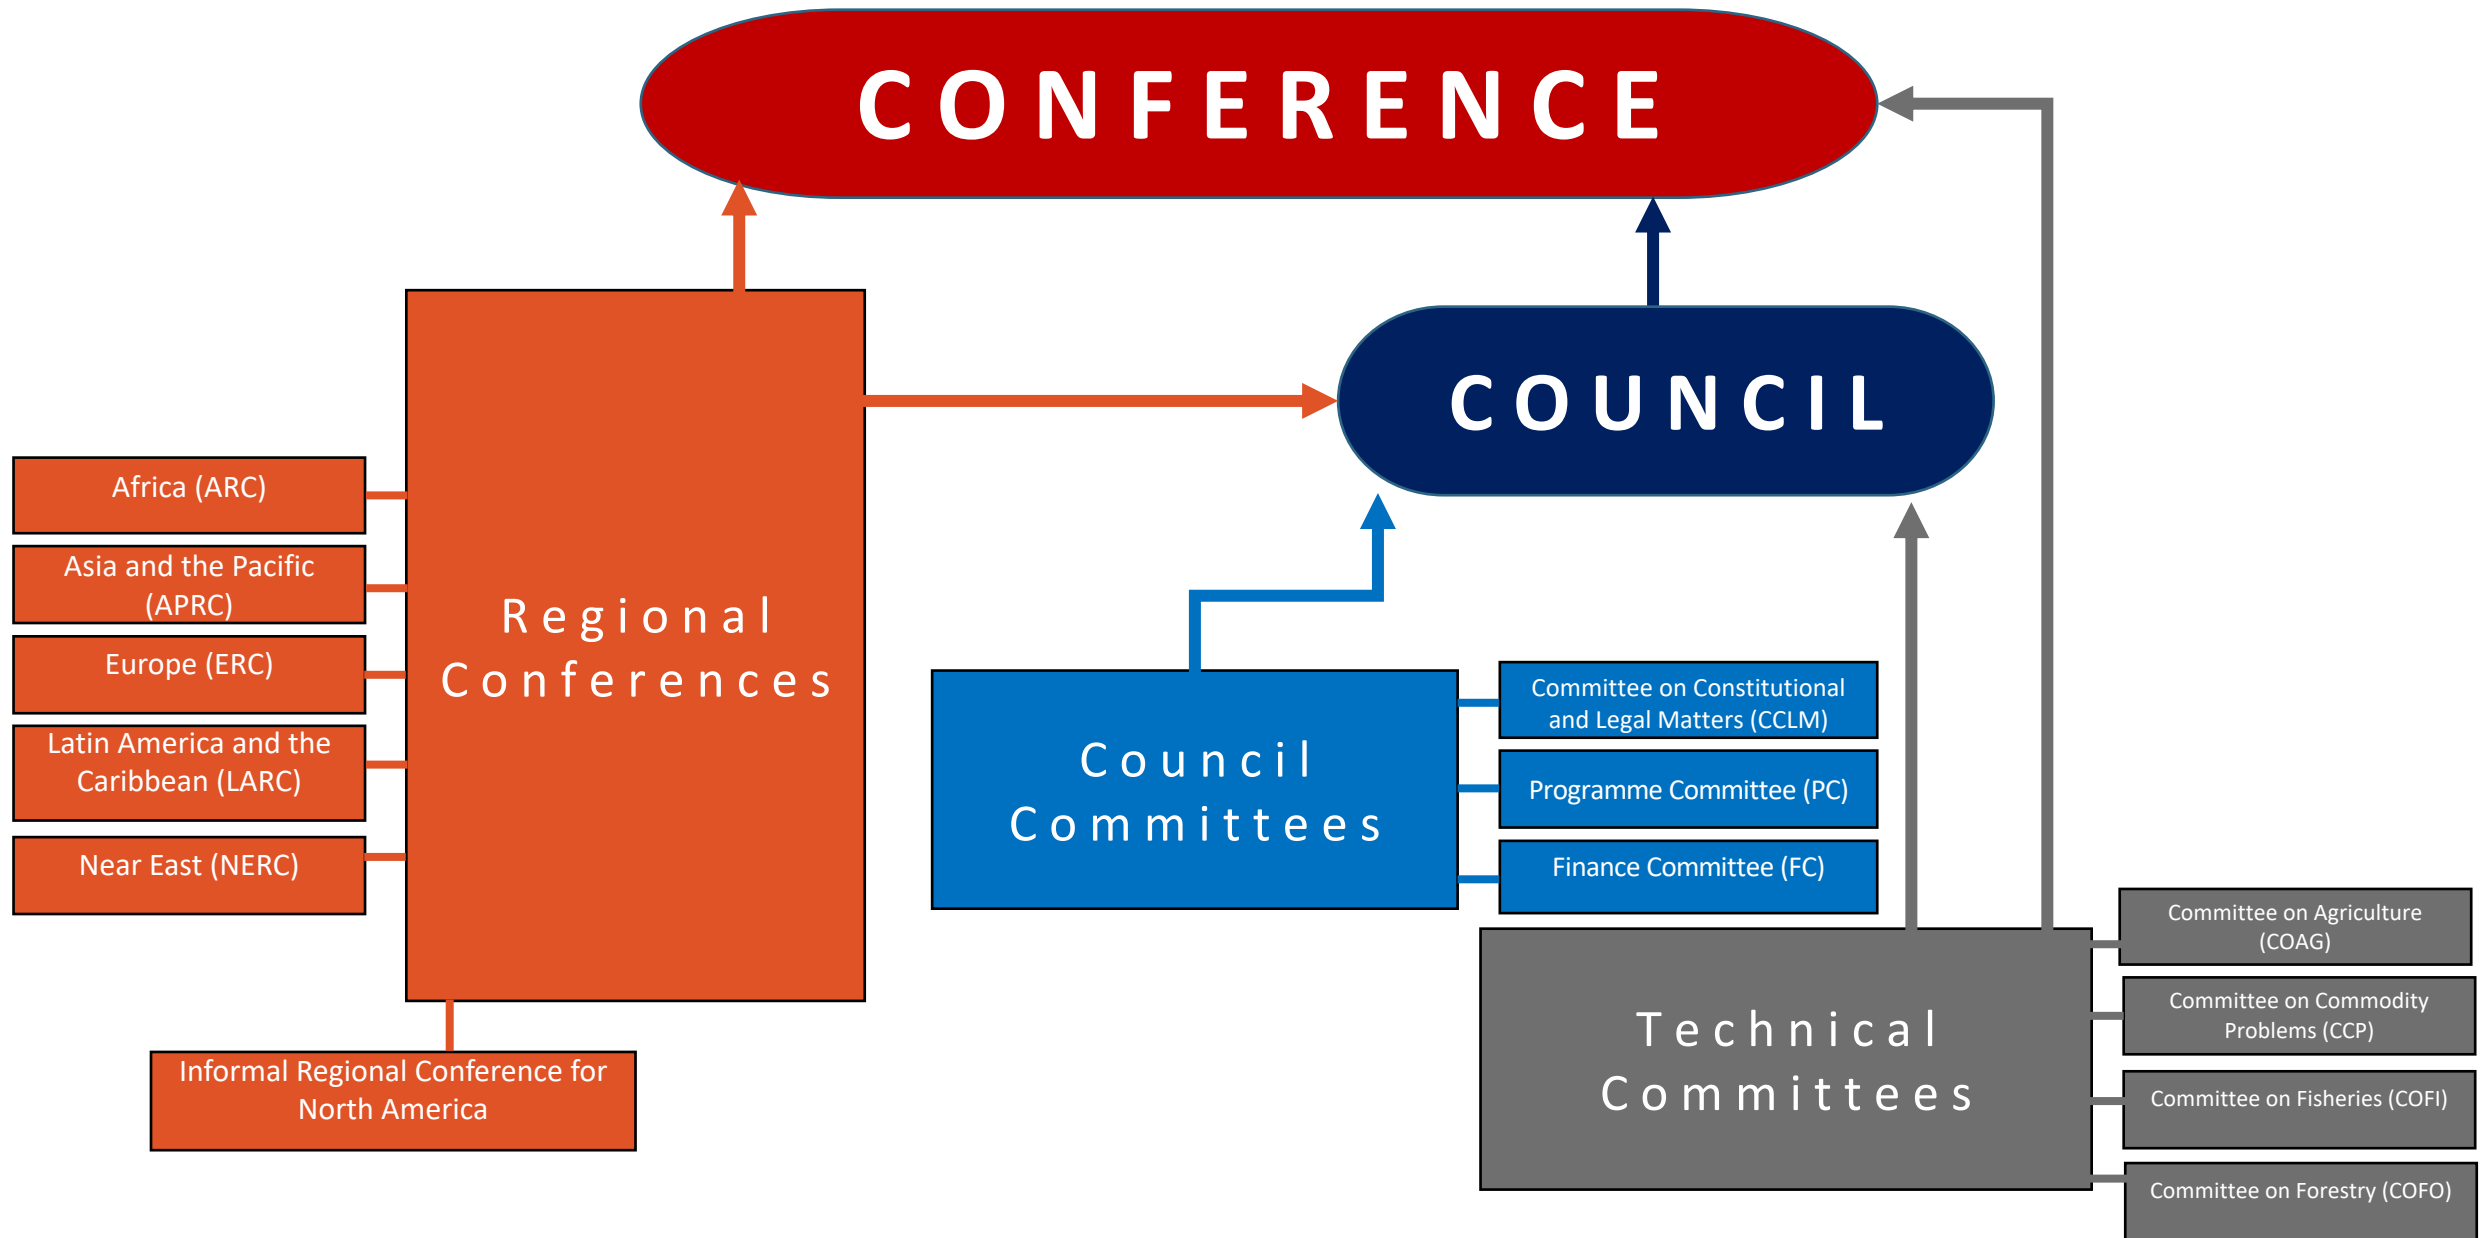 CONFERENCE
COUNCIL
Regional
Conferences
Africa (ARC)
Asia and the Pacific
(APRC)
Europe (ERC)
Latin America and the
Caribbean (LARC)
Near East (NERC)
Informal Regional Conference for
North America
Council
Committees
Committee on Constitutional
and Legal Matters (CCLM)
Programme Committee (PC)
Finance Committee (FC)
Technical
Committees
Committee on Agriculture
(COAG)
Committee on Commodity
Problems (CCP)
Committee on Fisheries (COFI)
Committee on Forestry (COFO)